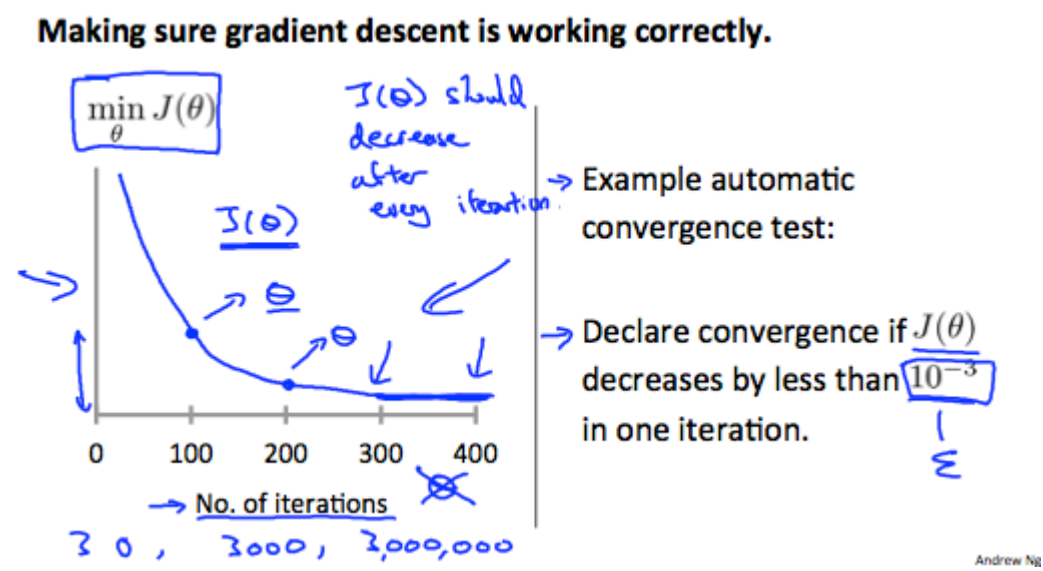 Making sure gradient descent is working correctly.
min J(θ)
θ
J(θ) should
decrease
after
every iteration.
J(θ)
θ
θ
0 100 200 300 400
→ No. of iterations
θ
30, 3000, 3,000,000
→ Example automatic
convergence test:
→ Declare convergence if J(θ)
decreases by less than 10⁻³
in one iteration.
ε
Andrew Ng